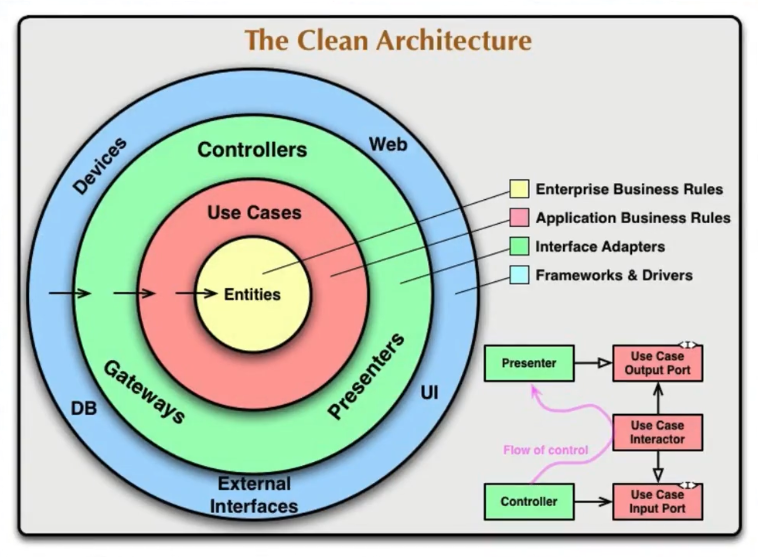 The Clean Architecture
Devices
Web
Controllers
Use Cases
Entities
Gateways
Presenters
DB
UI
External
Interfaces
Enterprise Business Rules
Application Business Rules
Interface Adapters
Frameworks & Drivers
Presenter
Use Case
Output Port
<I>
Flow of control
Use Case
Interactor
Controller
Use Case
Input Port
<I>